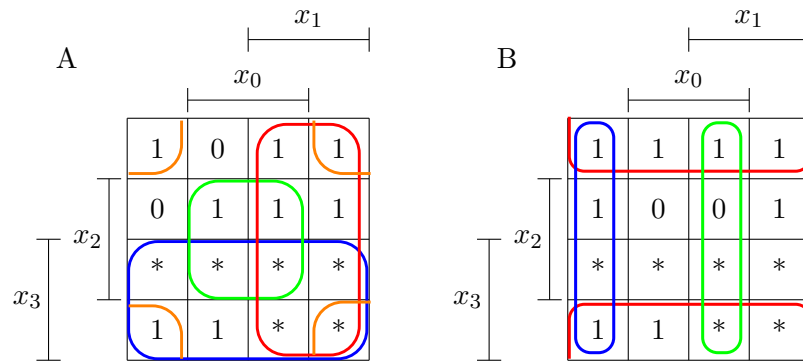 x₁ x₁
A B
x₀ x₀
1 0 1 1 1 1 1 1
0 1 1 1 1 0 0 1
x₂ x₂
* * * * * * * *
x₃ x₃
1 1 * * 1 1 * *